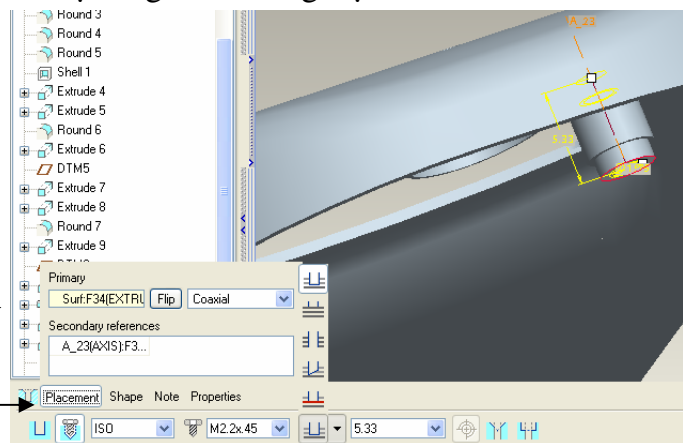 Round 3
Round 4
Round 5
Shell 1
Extrude 4
Extrude 5
Round 6
Extrude 6
DTM5
Extrude 7
Extrude 8
Round 7
Extrude 9
A_23
5.33
Primary
Surf:F34(EXTRU
Flip
Coaxial
Secondary references
A_23(AXIS):F3...
Placement Shape Note Properties
ISO
M2.2x.45
5.33